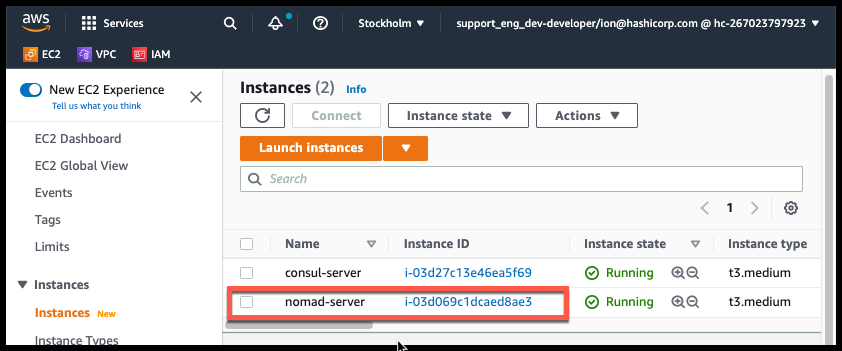 aws
Services
Stockholm ▼
support_eng_dev-developer/ion@hashicorp.com @ hc-267023797923 ▼
EC2
VPC
IAM
New EC2 Experience
Tell us what you think
EC2 Dashboard
EC2 Global View
Events
Tags
Limits
Instances
Instances New
Instance Types
Instances (2) Info
Connect
Instance state ▼
Actions ▼
Launch instances ▼
Search
1
Name Instance ID Instance state Instance type
consul-server i-03d27c13e46ea5f69 Running t3.medium
nomad-server i-03d069c1dcaed8ae3 Running t3.medium